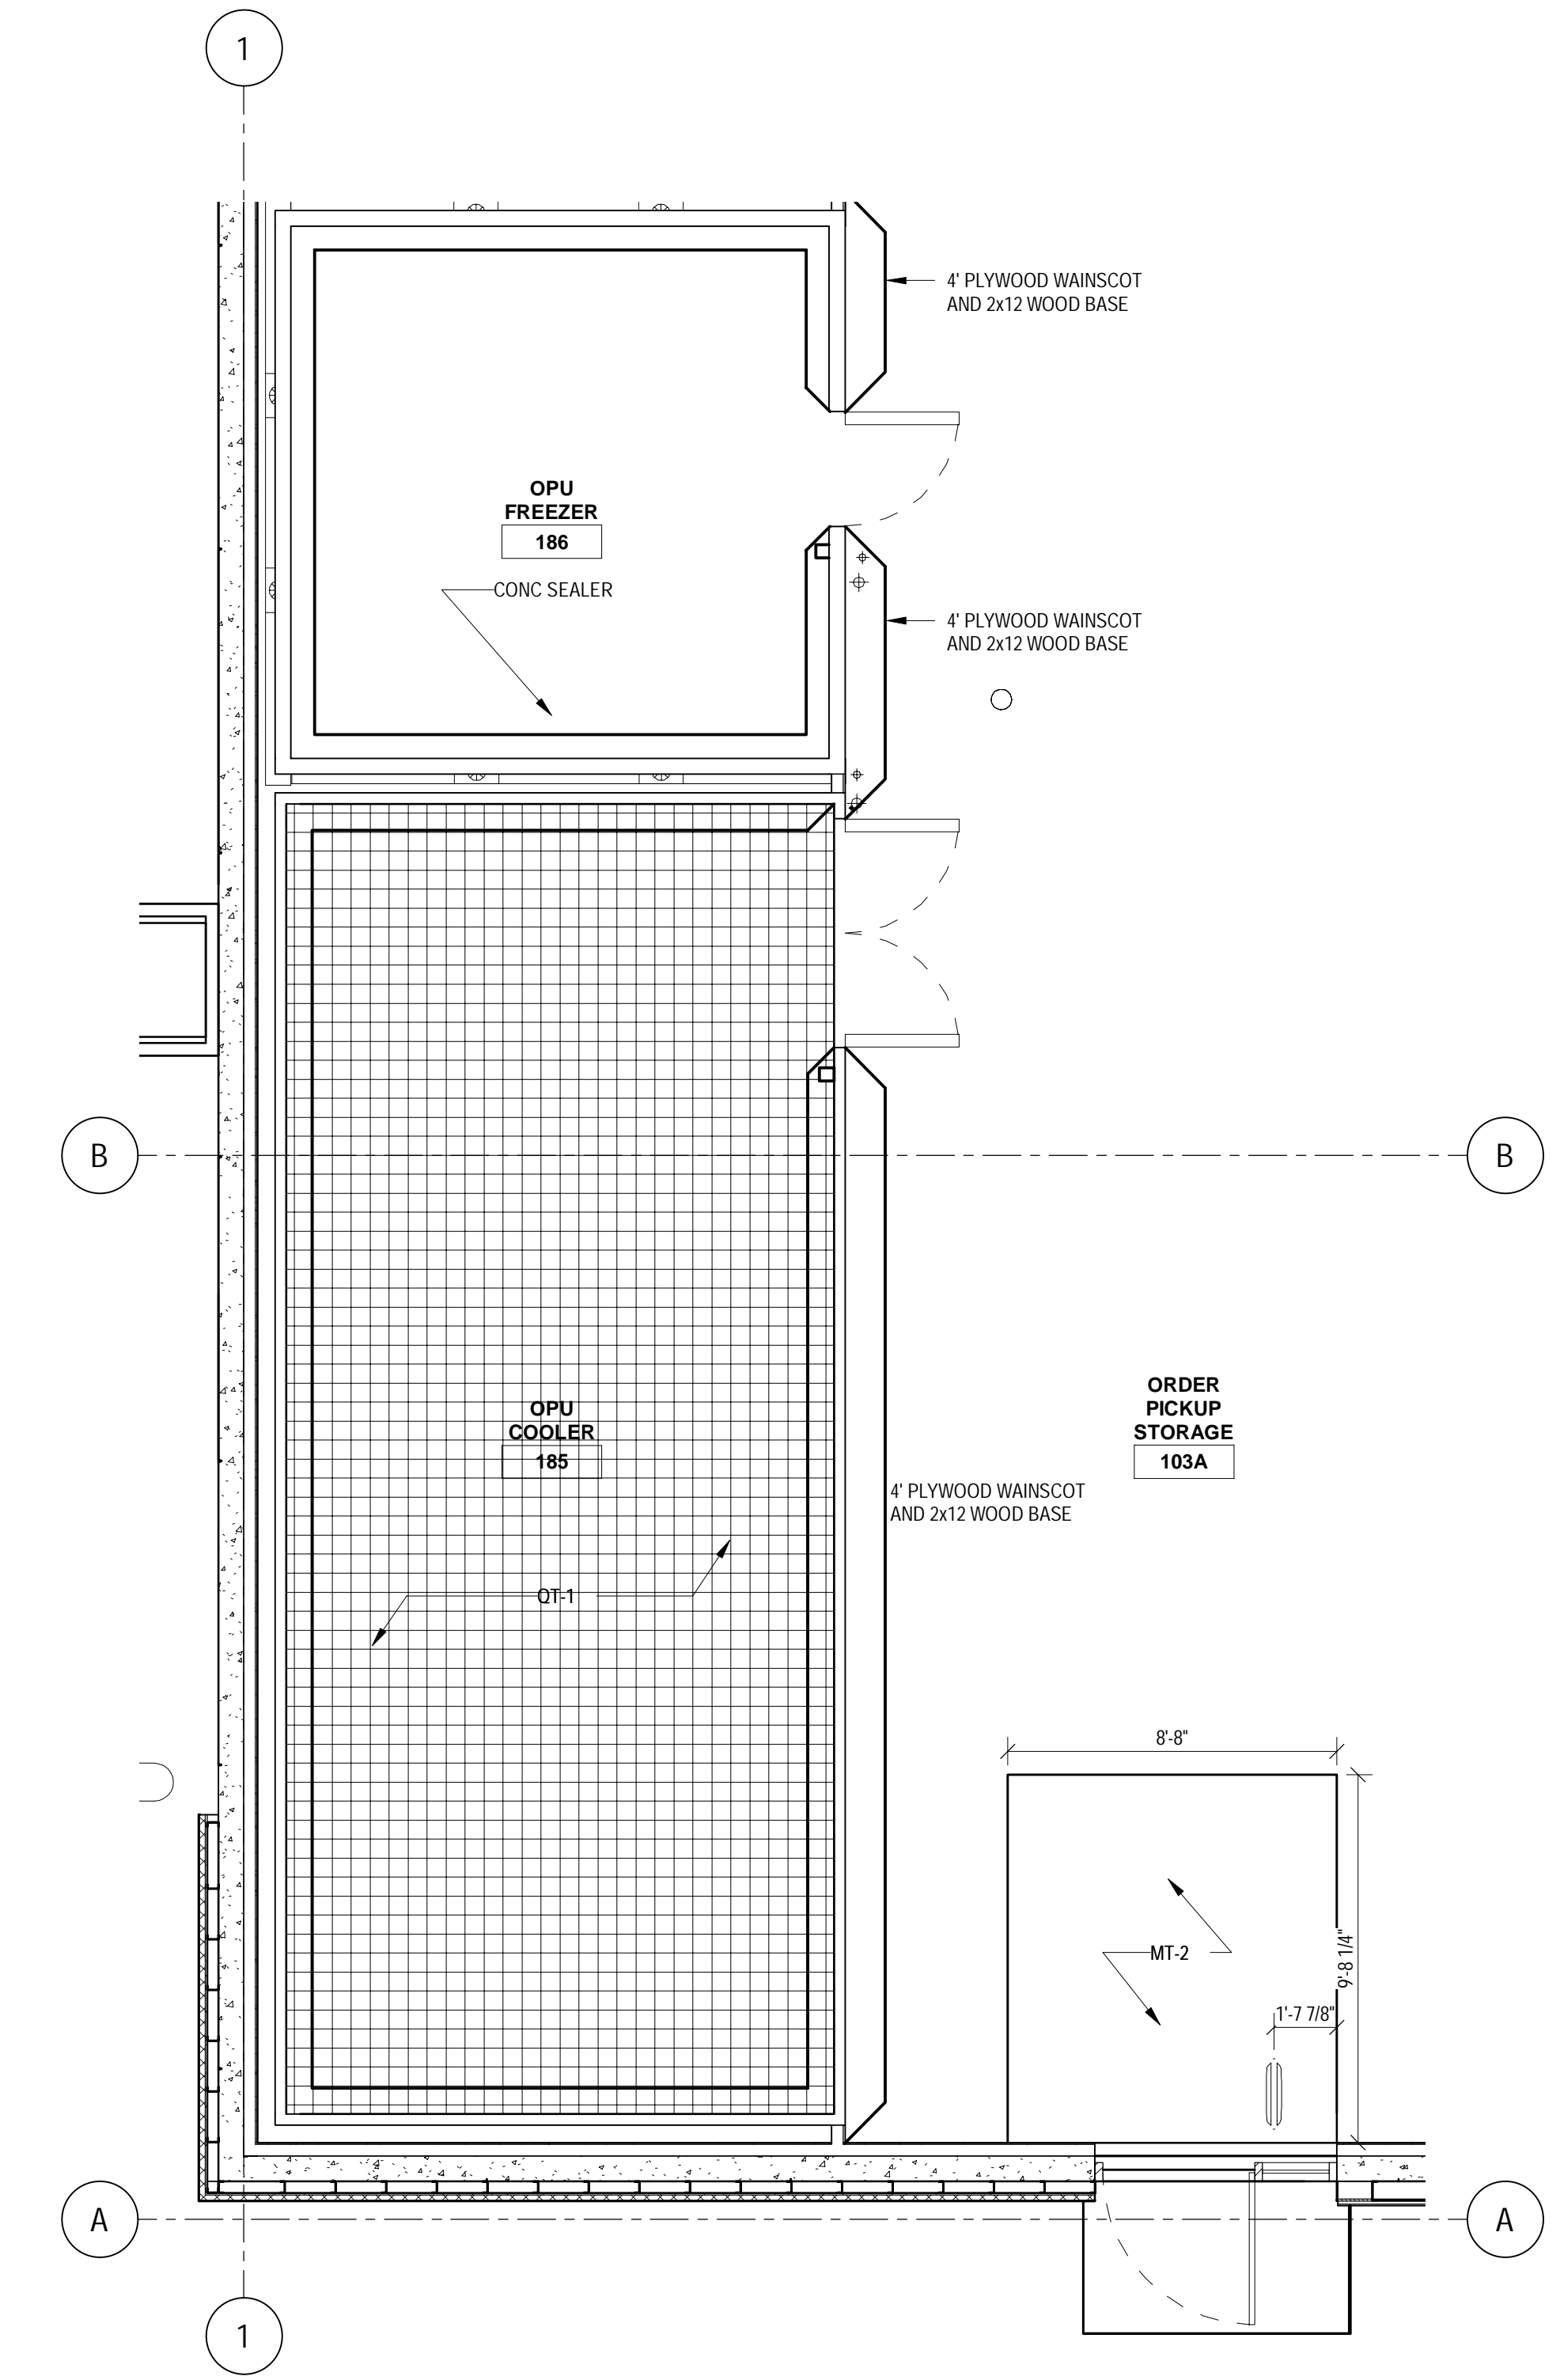 1
4' PLYWOOD WAINSCOT
AND 2x12 WOOD BASE
OPU
FREEZER
186
CONC SEALER
4' PLYWOOD WAINSCOT
AND 2x12 WOOD BASE
B
B
ORDER
PICKUP
STORAGE
103A
OPU
COOLER
185
4' PLYWOOD WAINSCOT
AND 2x12 WOOD BASE
QT-1
8'-8"
MT-2
9'-8 1/4"
1'-7 7/8"
A
A
1